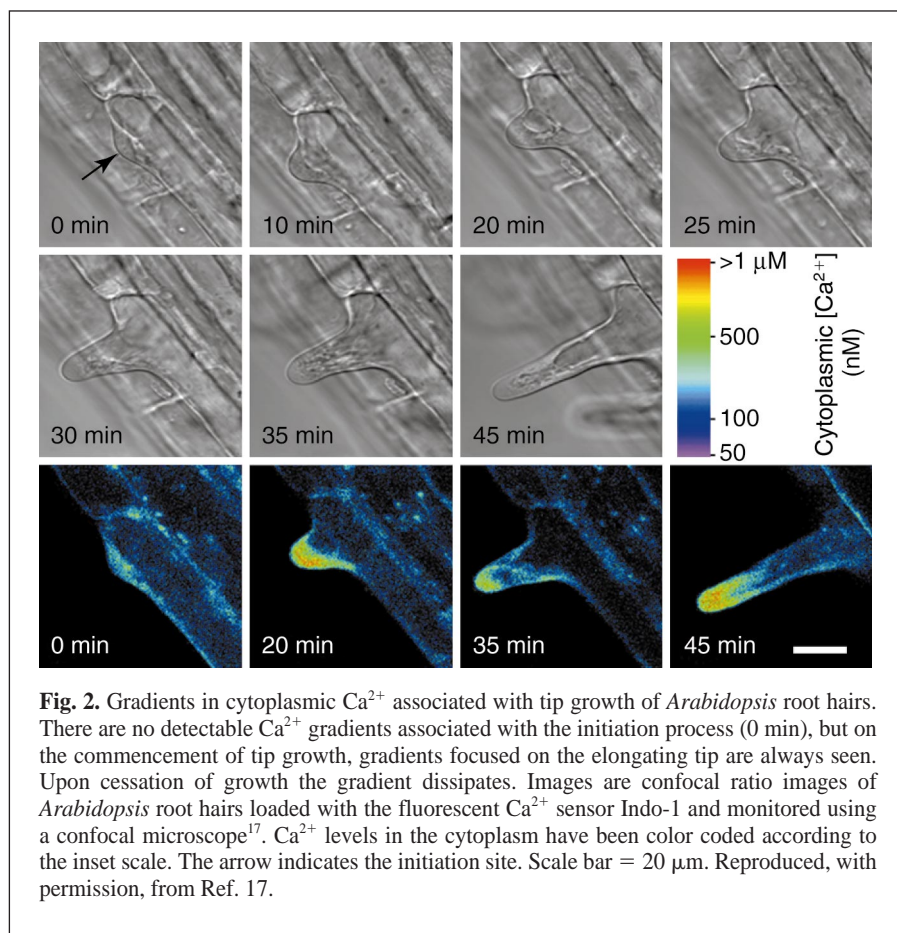 0 min
10 min
20 min
25 min
30 min
35 min
45 min
>1 μM
500
100
50
Cytoplasmic [Ca²⁺]
(nM)
0 min
20 min
35 min
45 min
Fig. 2. Gradients in cytoplasmic Ca²⁺ associated with tip growth of Arabidopsis root hairs.
There are no detectable Ca²⁺ gradients associated with the initiation process (0 min), but on
the commencement of tip growth, gradients focused on the elongating tip are always seen.
Upon cessation of growth the gradient dissipates. Images are confocal ratio images of
Arabidopsis root hairs loaded with the fluorescent Ca²⁺ sensor Indo-1 and monitored using
a confocal microscope¹⁷. Ca²⁺ levels in the cytoplasm have been color coded according to
the inset scale. The arrow indicates the initiation site. Scale bar = 20 μm. Reproduced, with
permission, from Ref. 17.